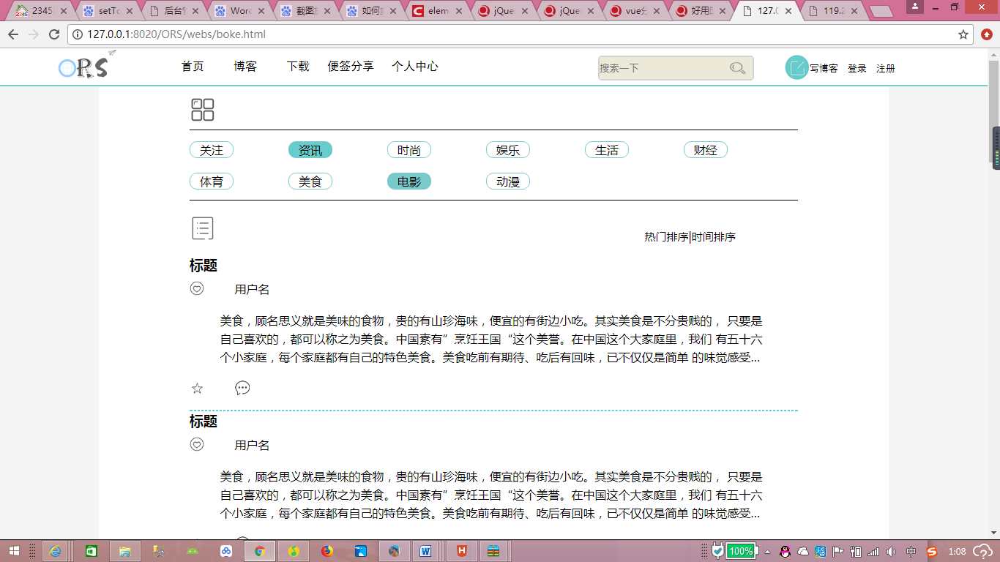 2345 setTo 后台 Word 截图 如何 elem jQue jQue vue分 好用的 127.0 119.2
127.0.0.1:8020/ORS/webs/boke.html
ORS 首页 博客 下载 便签分享 个人中心 搜索一下 写博客 登录 注册
关注 资讯 时尚 娱乐 生活 财经
体育 美食 电影 动漫
热门排序|时间排序
标题
用户名
美食，顾名思义就是美味的食物，贵的有山珍海味，便宜的有街边小吃。其实美食是不分贵贱的， 只要是
自己喜欢的，都可以称之为美食。中国素有”烹饪王国“这个美誉。在中国这个大家庭里，我们 有五十六
个小家庭，每个家庭都有自己的特色美食。美食吃前有期待、吃后有回味，已不仅仅是简单 的味觉感受...
标题
用户名
美食，顾名思义就是美味的食物，贵的有山珍海味，便宜的有街边小吃。其实美食是不分贵贱的， 只要是
自己喜欢的，都可以称之为美食。中国素有”烹饪王国“这个美誉。在中国这个大家庭里，我们 有五十六
个小家庭，每个家庭都有自己的特色美食。美食吃前有期待、吃后有回味，已不仅仅是简单 的味觉感受...
100% 中 1:08